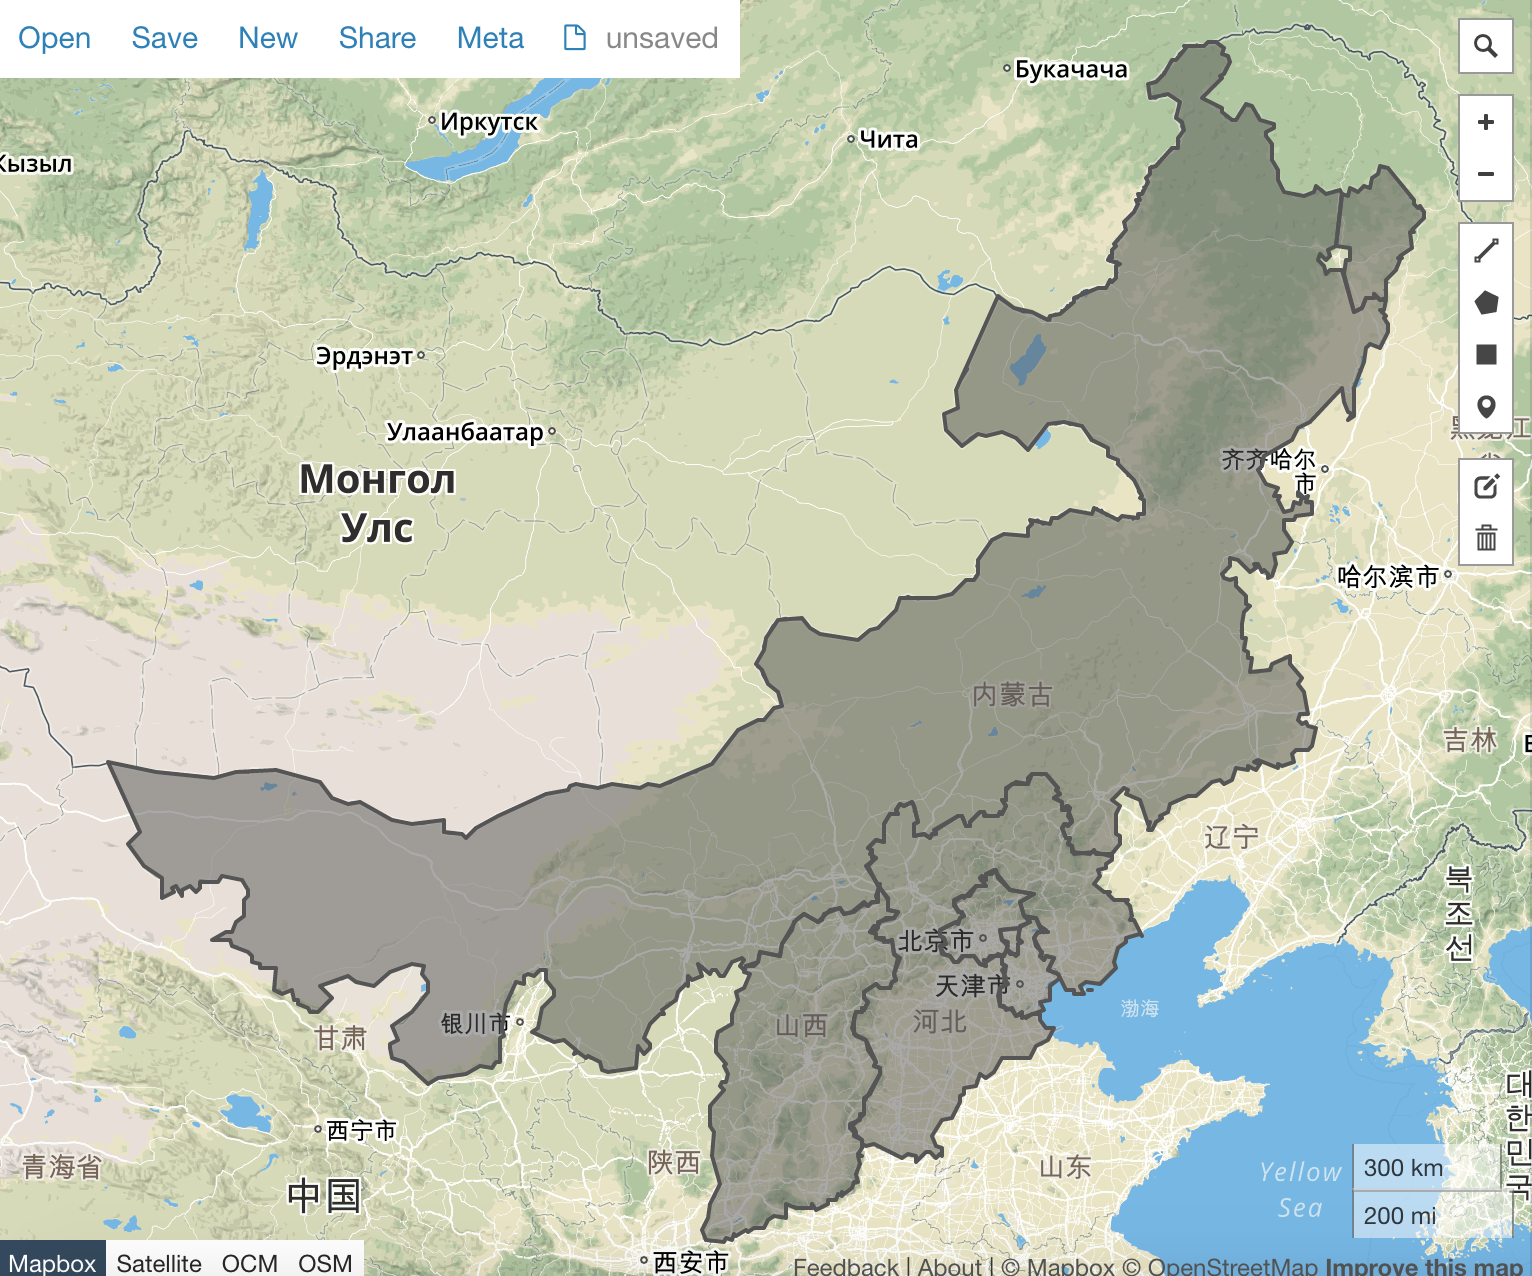 Open Save New Share Meta unsaved
Букачача
Иркутск
Чита
Кызыл
Эрдэнэт
Улаанбаатар
Монгол
Улс
齐齐哈尔
市
哈尔滨市
内蒙古
吉林
辽宁
북
조
선
北京市
天津市
渤海
山西
河北
银川市
甘肃
西宁市
陕西
山东
青海省
中国
西安市
대
한
민
국
Yellow
Sea
300 km
200 mi
Mapbox Satellite OCM OSM
Feedback | About | © Mapbox © OpenStreetMap Improve this map